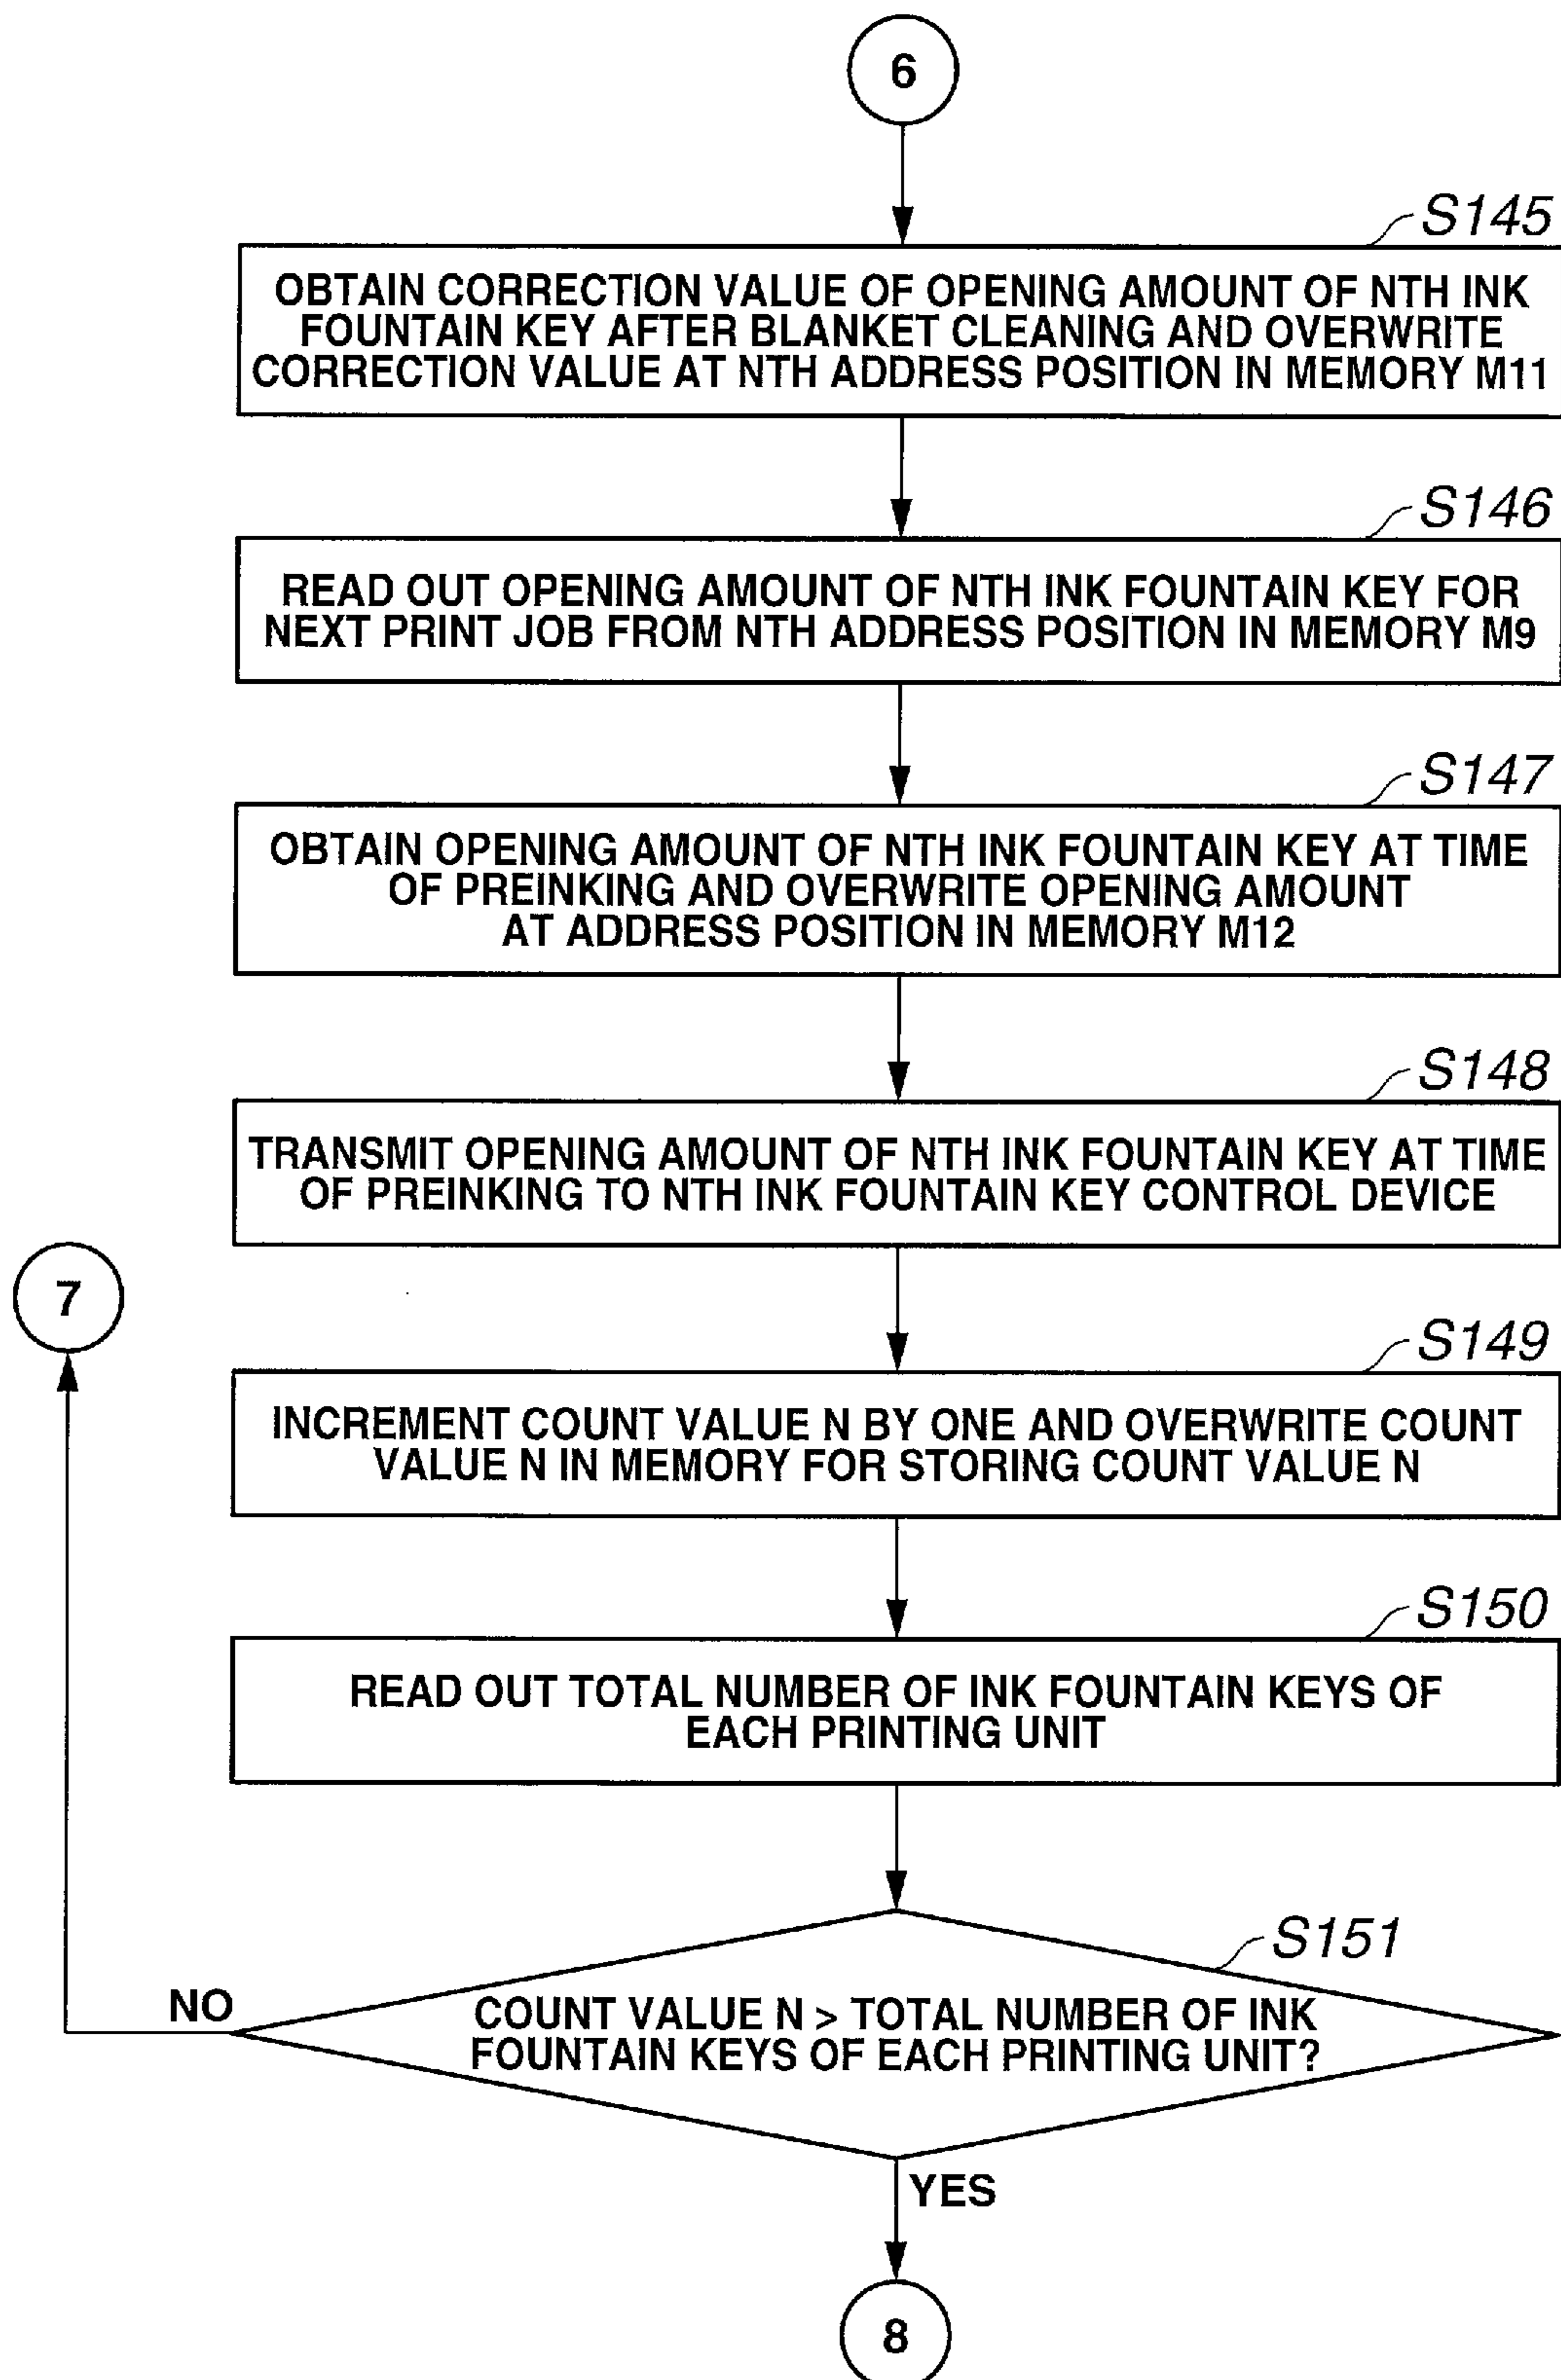 6
S145
OBTAIN CORRECTION VALUE OF OPENING AMOUNT OF NTH INK
FOUNTAIN KEY AFTER BLANKET CLEANING AND OVERWRITE
CORRECTION VALUE AT NTH ADDRESS POSITION IN MEMORY M11
S146
READ OUT OPENING AMOUNT OF NTH INK FOUNTAIN KEY FOR
NEXT PRINT JOB FROM NTH ADDRESS POSITION IN MEMORY M9
S147
OBTAIN OPENING AMOUNT OF NTH INK FOUNTAIN KEY AT TIME
OF PREINKING AND OVERWRITE OPENING AMOUNT
AT ADDRESS POSITION IN MEMORY M12
S148
TRANSMIT OPENING AMOUNT OF NTH INK FOUNTAIN KEY AT TIME
OF PREINKING TO NTH INK FOUNTAIN KEY CONTROL DEVICE
7
S149
INCREMENT COUNT VALUE N BY ONE AND OVERWRITE COUNT
VALUE N IN MEMORY FOR STORING COUNT VALUE N
S150
READ OUT TOTAL NUMBER OF INK FOUNTAIN KEYS OF
EACH PRINTING UNIT
S151
NO
COUNT VALUE N > TOTAL NUMBER OF INK
FOUNTAIN KEYS OF EACH PRINTING UNIT?
YES
8